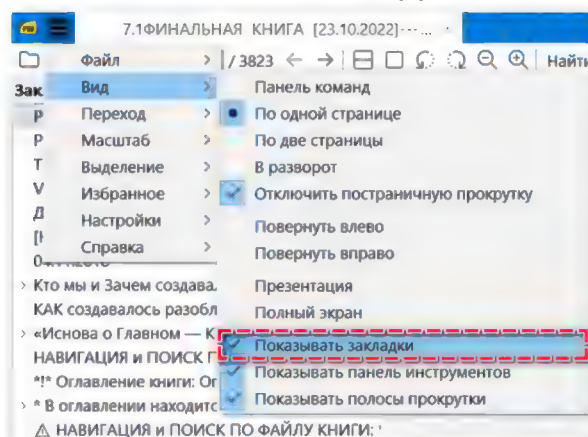 7.1ФИНАЛЬНАЯ КНИГА [23.10.2022]---...
Файл > / 3823 Найти
Зак Вид > Панель команд
Р Переход > По одной странице
Р Масштаб > По две страницы
Т Выделение > В разворот
V Избранное > Отключить постраничную прокрутку
Д Настройки > Повернуть влево
Справка > Повернуть вправо
> Кто мы и Зачем создава. Презентация
КАК создавалось разобл Полный экран
> «Иснова о Главном — К Показывать закладки
НАВИГАЦИЯ и ПОИСК Г Показывать панель инструментов
*!* Оглавление книги: Ог Показывать полосы прокрутки
> * В оглавлении находитс
⚠ НАВИГАЦИЯ и ПОИСК ПО ФАЙЛУ КНИГИ: '